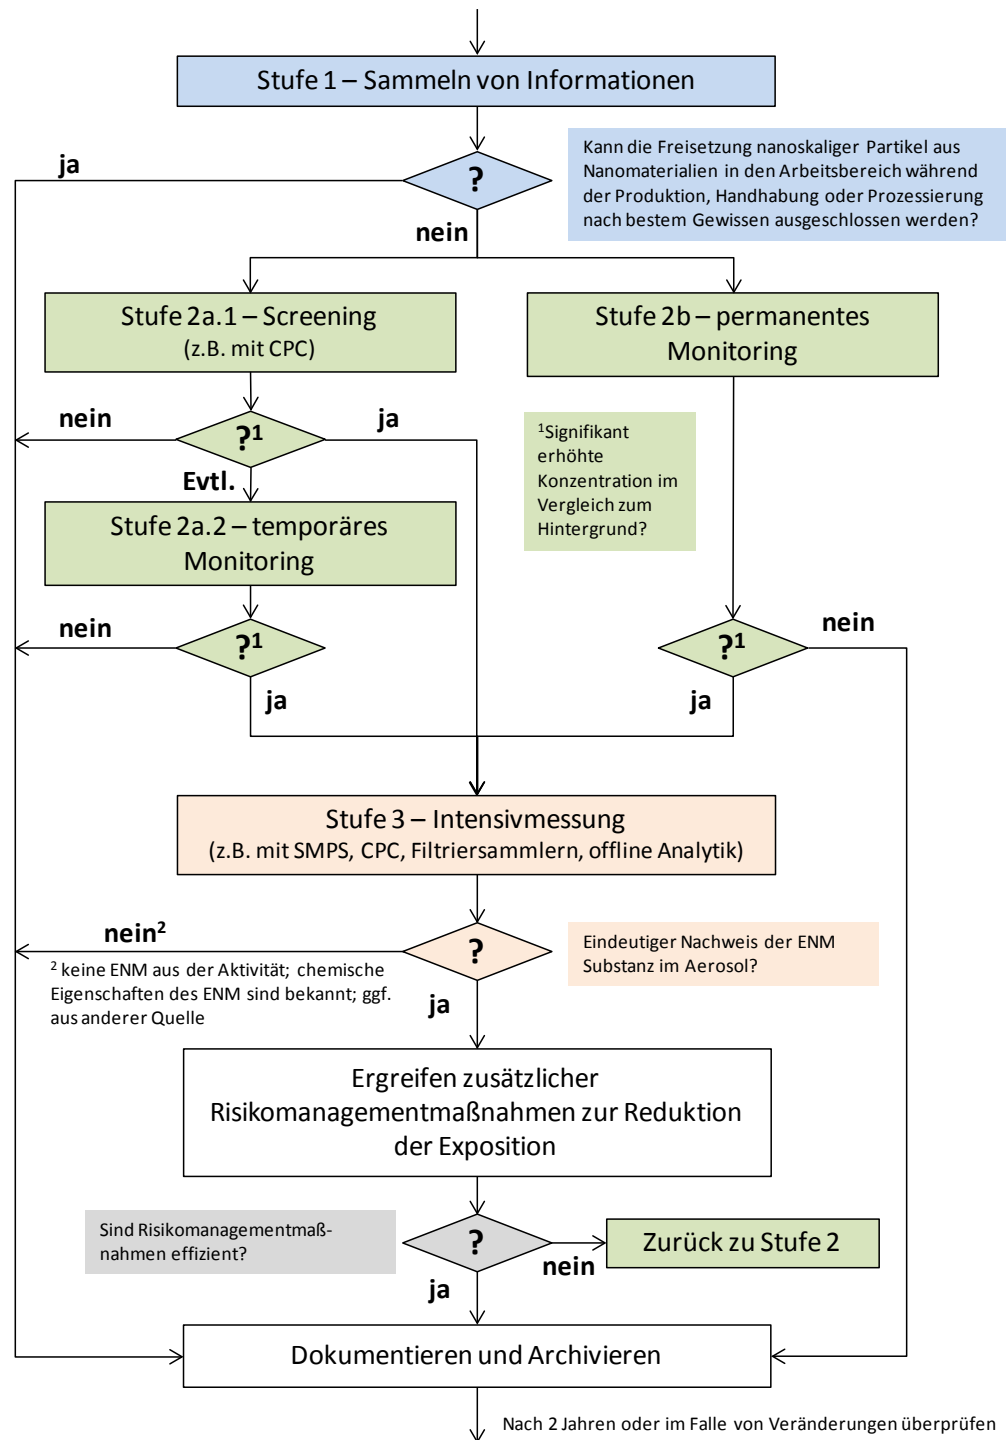 Stufe 1 – Sammeln von Informationen
ja
?
Kann die Freisetzung nanoskaliger Partikel aus
Nanomaterialien in den Arbeitsbereich während
der Produktion, Handhabung oder Prozessierung
nach bestem Gewissen ausgeschlossen werden?
nein
Stufe 2a.1 – Screening
(z.B. mit CPC)
Stufe 2b – permanentes
Monitoring
nein
?¹
ja
¹Signifikant
erhöhte
Konzentration im
Vergleich zum
Hintergrund?
Evtl.
Stufe 2a.2 – temporäres
Monitoring
nein
?¹
ja
?¹
nein
ja
Stufe 3 – Intensivmessung
(z.B. mit SMPS, CPC, Filtriersammlern, offline Analytik)
nein²
?
Eindeutiger Nachweis der ENM
Substanz im Aerosol?
² keine ENM aus der Aktivität; chemische
Eigenschaften des ENM sind bekannt; ggf.
aus anderer Quelle
ja
Ergreifen zusätzlicher
Risikomanagementmaßnahmen zur Reduktion
der Exposition
Sind Risikomanagementmaß-
nahmen effizient?
?
nein
Zurück zu Stufe 2
ja
Dokumentieren und Archivieren
Nach 2 Jahren oder im Falle von Veränderungen überprüfen